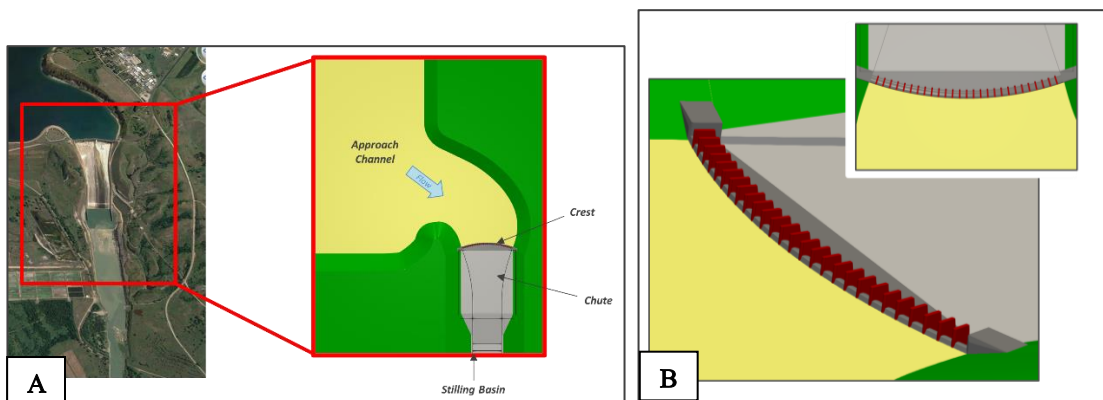 Approach
Channel
Flow
Crest
Chute
Stilling Basin
A
B